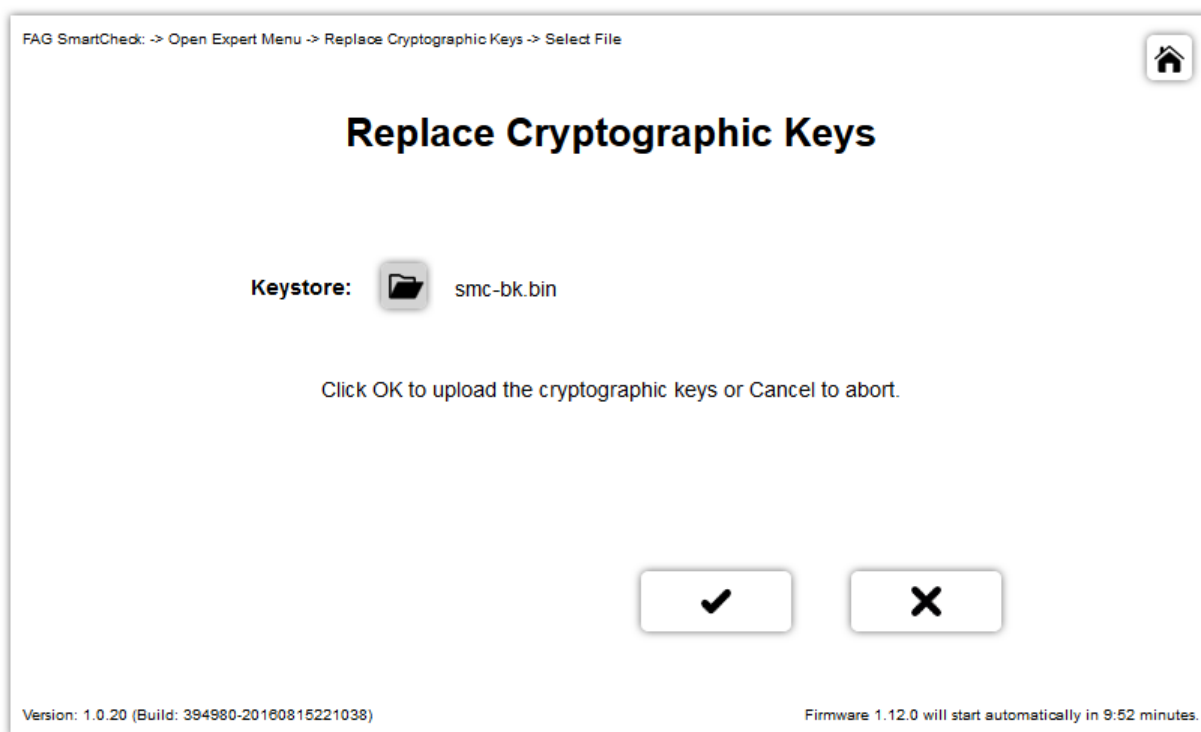 FAG SmartCheck: -> Open Expert Menu -> Replace Cryptographic Keys -> Select File
Replace Cryptographic Keys
Keystore: smc-bk.bin
Click OK to upload the cryptographic keys or Cancel to abort.
Version: 1.0.20 (Build: 394980-20160815221038) Firmware 1.12.0 will start automatically in 9:52 minutes.